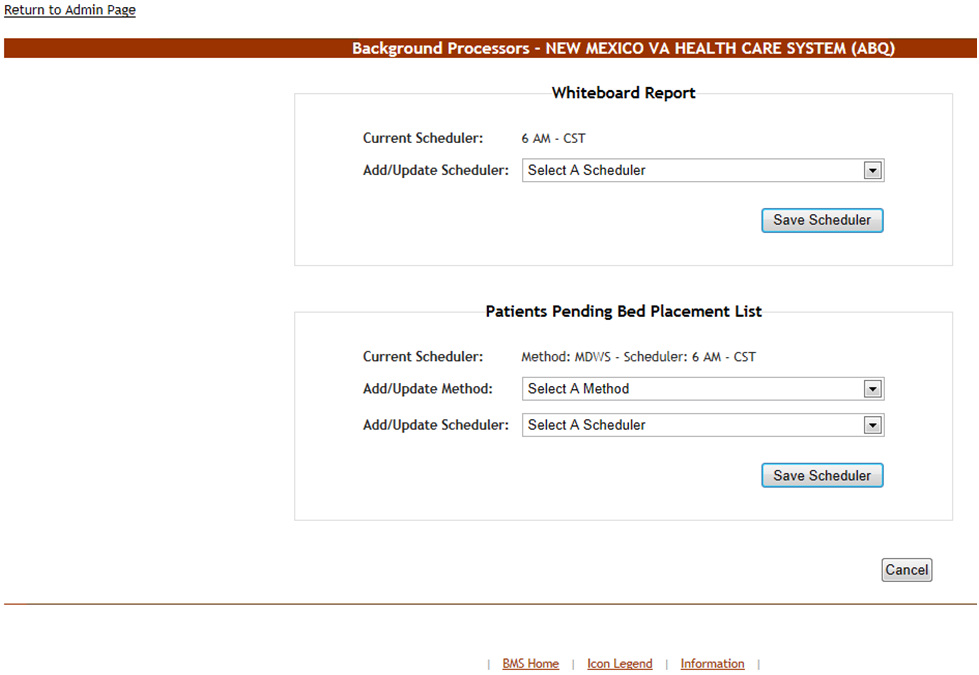 Return to Admin Page
Background Processors - NEW MEXICO VA HEALTH CARE SYSTEM (ABQ)
Whiteboard Report
Current Scheduler: 6 AM - CST
Add/Update Scheduler: Select A Scheduler
Save Scheduler
Patients Pending Bed Placement List
Current Scheduler: Method: MDWS - Scheduler: 6 AM - CST
Add/Update Method: Select A Method
Add/Update Scheduler: Select A Scheduler
Save Scheduler
Cancel
| BMS Home | Icon Legend | Information |